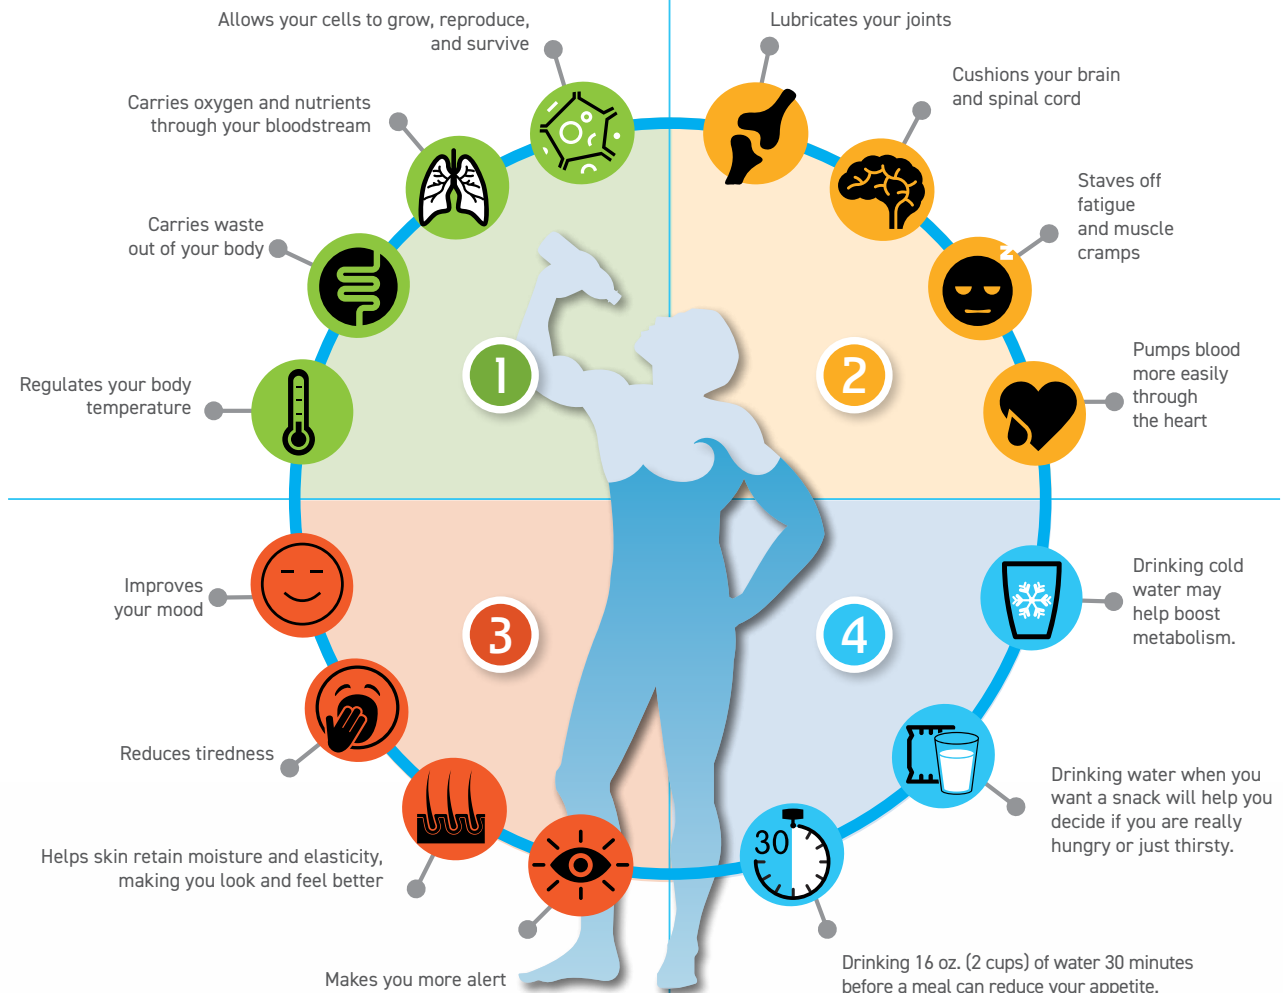 Allows your cells to grow, reproduce,
and survive
Carries oxygen and nutrients
through your bloodstream
Carries waste
out of your body
Regulates your body
temperature
1
Lubricates your joints
Cushions your brain
and spinal cord
Staves off
fatigue
and muscle
cramps
z
Pumps blood
more easily
through
the heart
2
Improves
your mood
Reduces tiredness
Helps skin retain moisture and elasticity,
making you look and feel better
Makes you more alert
3
Drinking cold
water may
help boost
metabolism.
Drinking water when you
want a snack will help you
decide if you are really
hungry or just thirsty.
30
Drinking 16 oz. (2 cups) of water 30 minutes
before a meal can reduce your appetite.
4